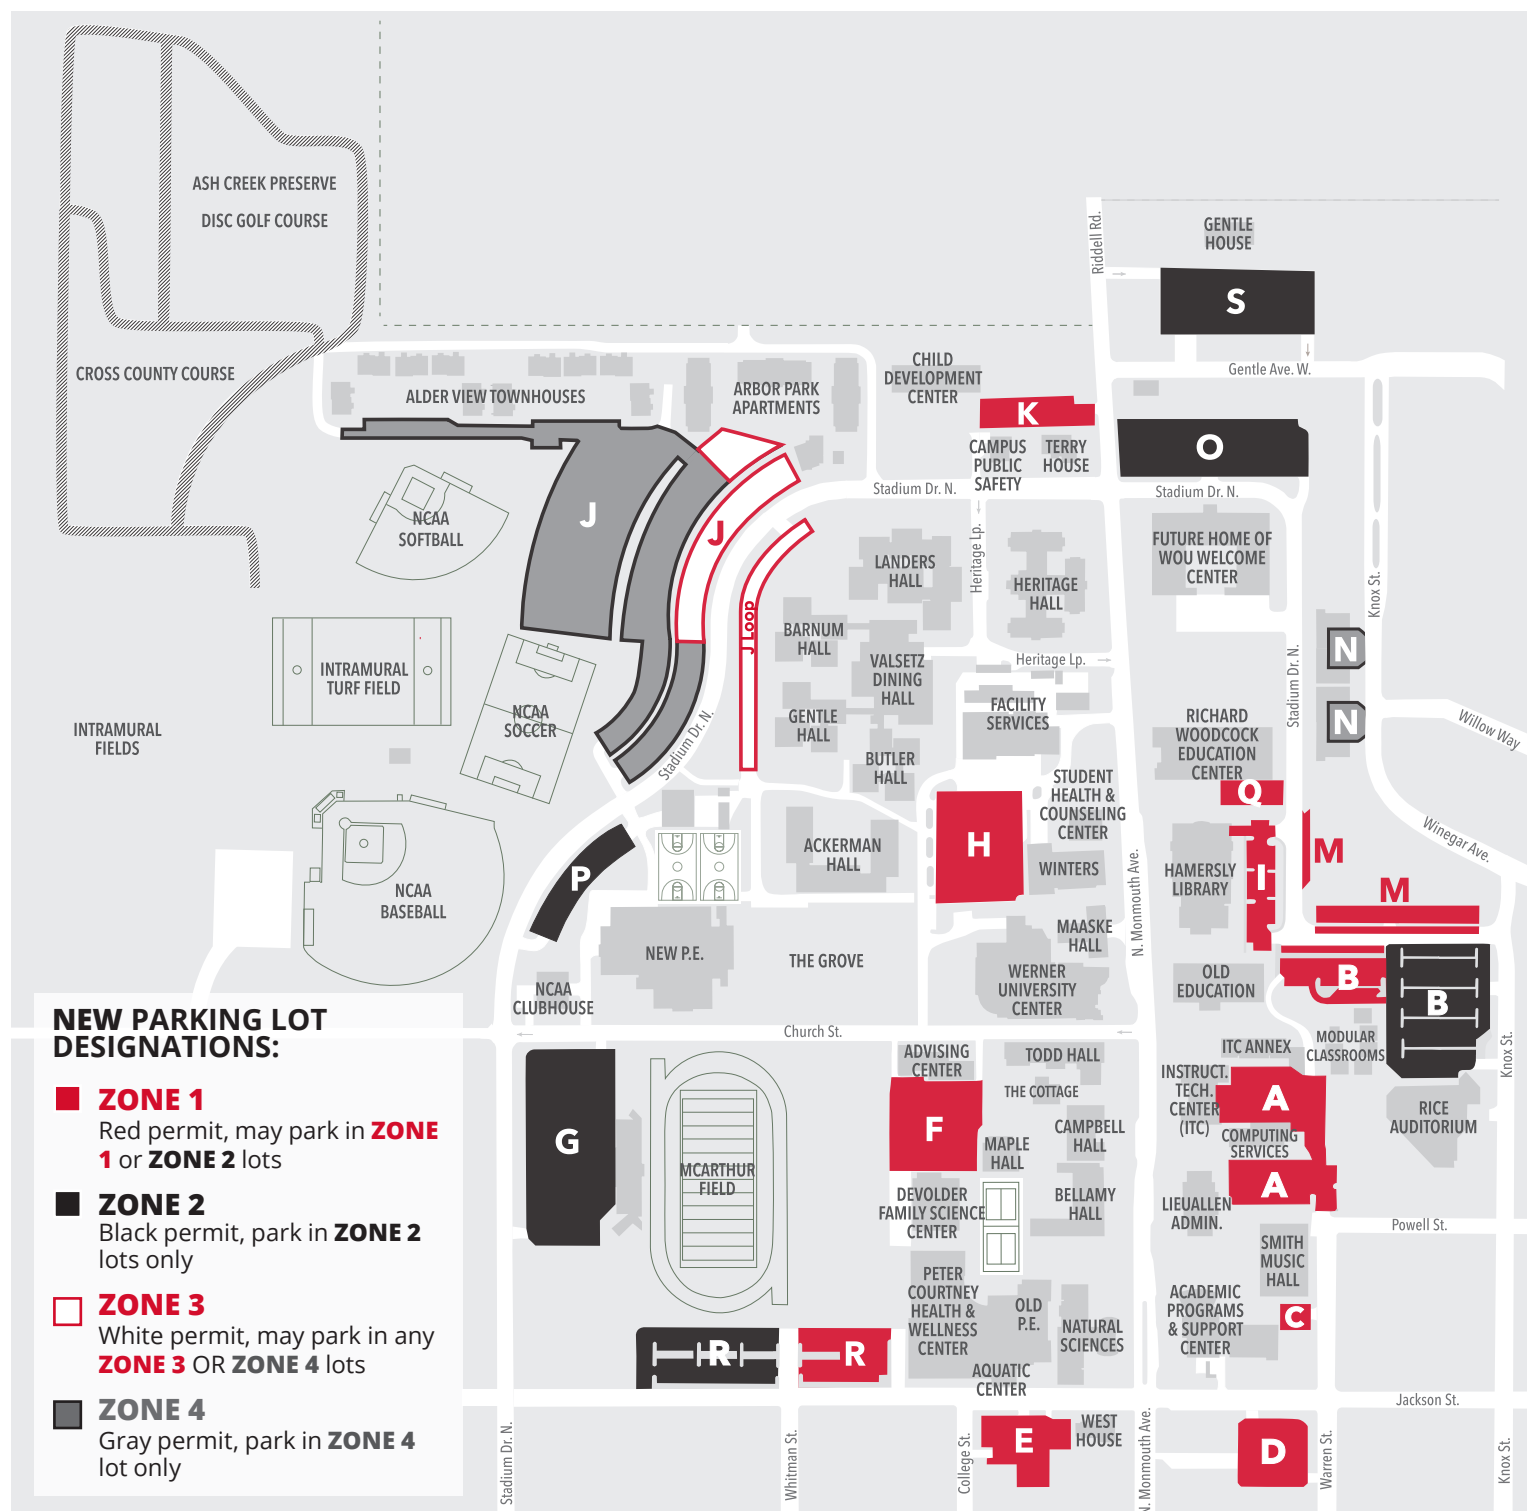 ASH CREEK PRESERVE
DISC GOLF COURSE
CROSS COUNTY COURSE
Riddell Rd.
GENTLE
HOUSE
S
Gentle Ave. W.
ALDER VIEW TOWNHOUSES
ARBOR PARK
APARTMENTS
CHILD
DEVELOPMENT
CENTER
K
O
CAMPUS
PUBLIC
SAFETY
TERRY
HOUSE
Stadium Dr. N.
Stadium Dr. N.
J
J
J Loop
NCAA
SOFTBALL
LANDERS
HALL
Heritage Lp.
HERITAGE
HALL
FUTURE HOME OF
WOU WELCOME
CENTER
Knox St.
BARNUM
HALL
VALSETZ
DINING
HALL
Heritage Lp.
N
N
Stadium Dr. N.
INTRAMURAL
TURF FIELD
INTRAMURAL
FIELDS
NCAA
SOCCER
Stadium Dr. N.
GENTLE
HALL
BUTLER
HALL
FACILITY
SERVICES
RICHARD
WOODCOCK
EDUCATION
CENTER
Willow Way
Winegar Ave.
STUDENT
HEALTH &
COUNSELING
CENTER
Q
H
I
M
M
P
ACKERMAN
HALL
WINTERS
N. Monmouth Ave.
HAMERSLY
LIBRARY
NCAA
BASEBALL
NEW P.E.
THE GROVE
MAASKE
HALL
WERNER
UNIVERSITY
CENTER
OLD
EDUCATION
B
B
NCAA
CLUBHOUSE
Church St.
NEW PARKING LOT
DESIGNATIONS:
ZONE 1
Red permit, may park in ZONE
1 or ZONE 2 lots
ZONE 2
Black permit, park in ZONE 2
lots only
ZONE 3
White permit, may park in any
ZONE 3 OR ZONE 4 lots
ZONE 4
Gray permit, park in ZONE 4
lot only
ADVISING
CENTER
TODD HALL
THE COTTAGE
ITC ANNEX
MODULAR
CLASSROOMS
Knox St.
INSTRUCT.
TECH.
CENTER
(ITC)
A
COMPUTING
SERVICES
A
RICE
AUDITORIUM
G
F
MCARTHUR
FIELD
MAPLE
HALL
CAMPBELL
HALL
DEVOLDER
FAMILY SCIENCE
CENTER
BELLAMY
HALL
LIEUALLEN
ADMIN.
Powell St.
SMITH
MUSIC
HALL
PETER
COURTNEY
HEALTH &
WELLNESS
CENTER
OLD
P.E.
NATURAL
SCIENCES
ACADEMIC
PROGRAMS
& SUPPORT
CENTER
C
R
R
AQUATIC
CENTER
Jackson St.
Stadium Dr. N.
Whitman St.
College St.
E
WEST
HOUSE
N. Monmouth Ave.
D
Warren St.
Knox St.